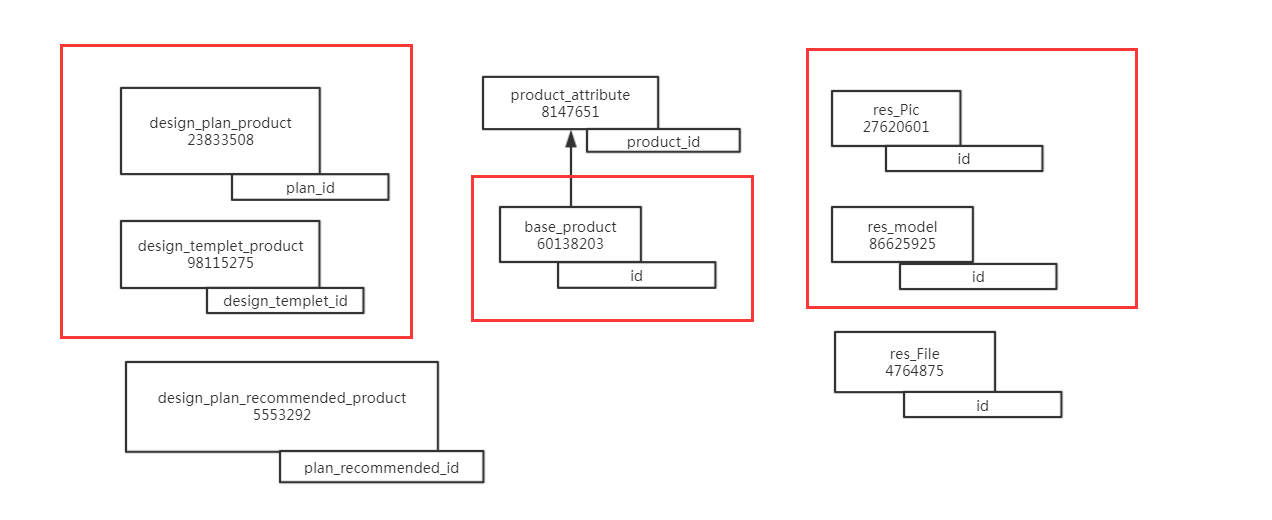 design_plan_product
23833508
plan_id
design_templet_product
98115275
design_templet_id
design_plan_recommended_product
5553292
plan_recommended_id
product_attribute
8147651
product_id
base_product
60138203
id
res_Pic
27620601
id
res_model
86625925
id
res_File
4764875
id